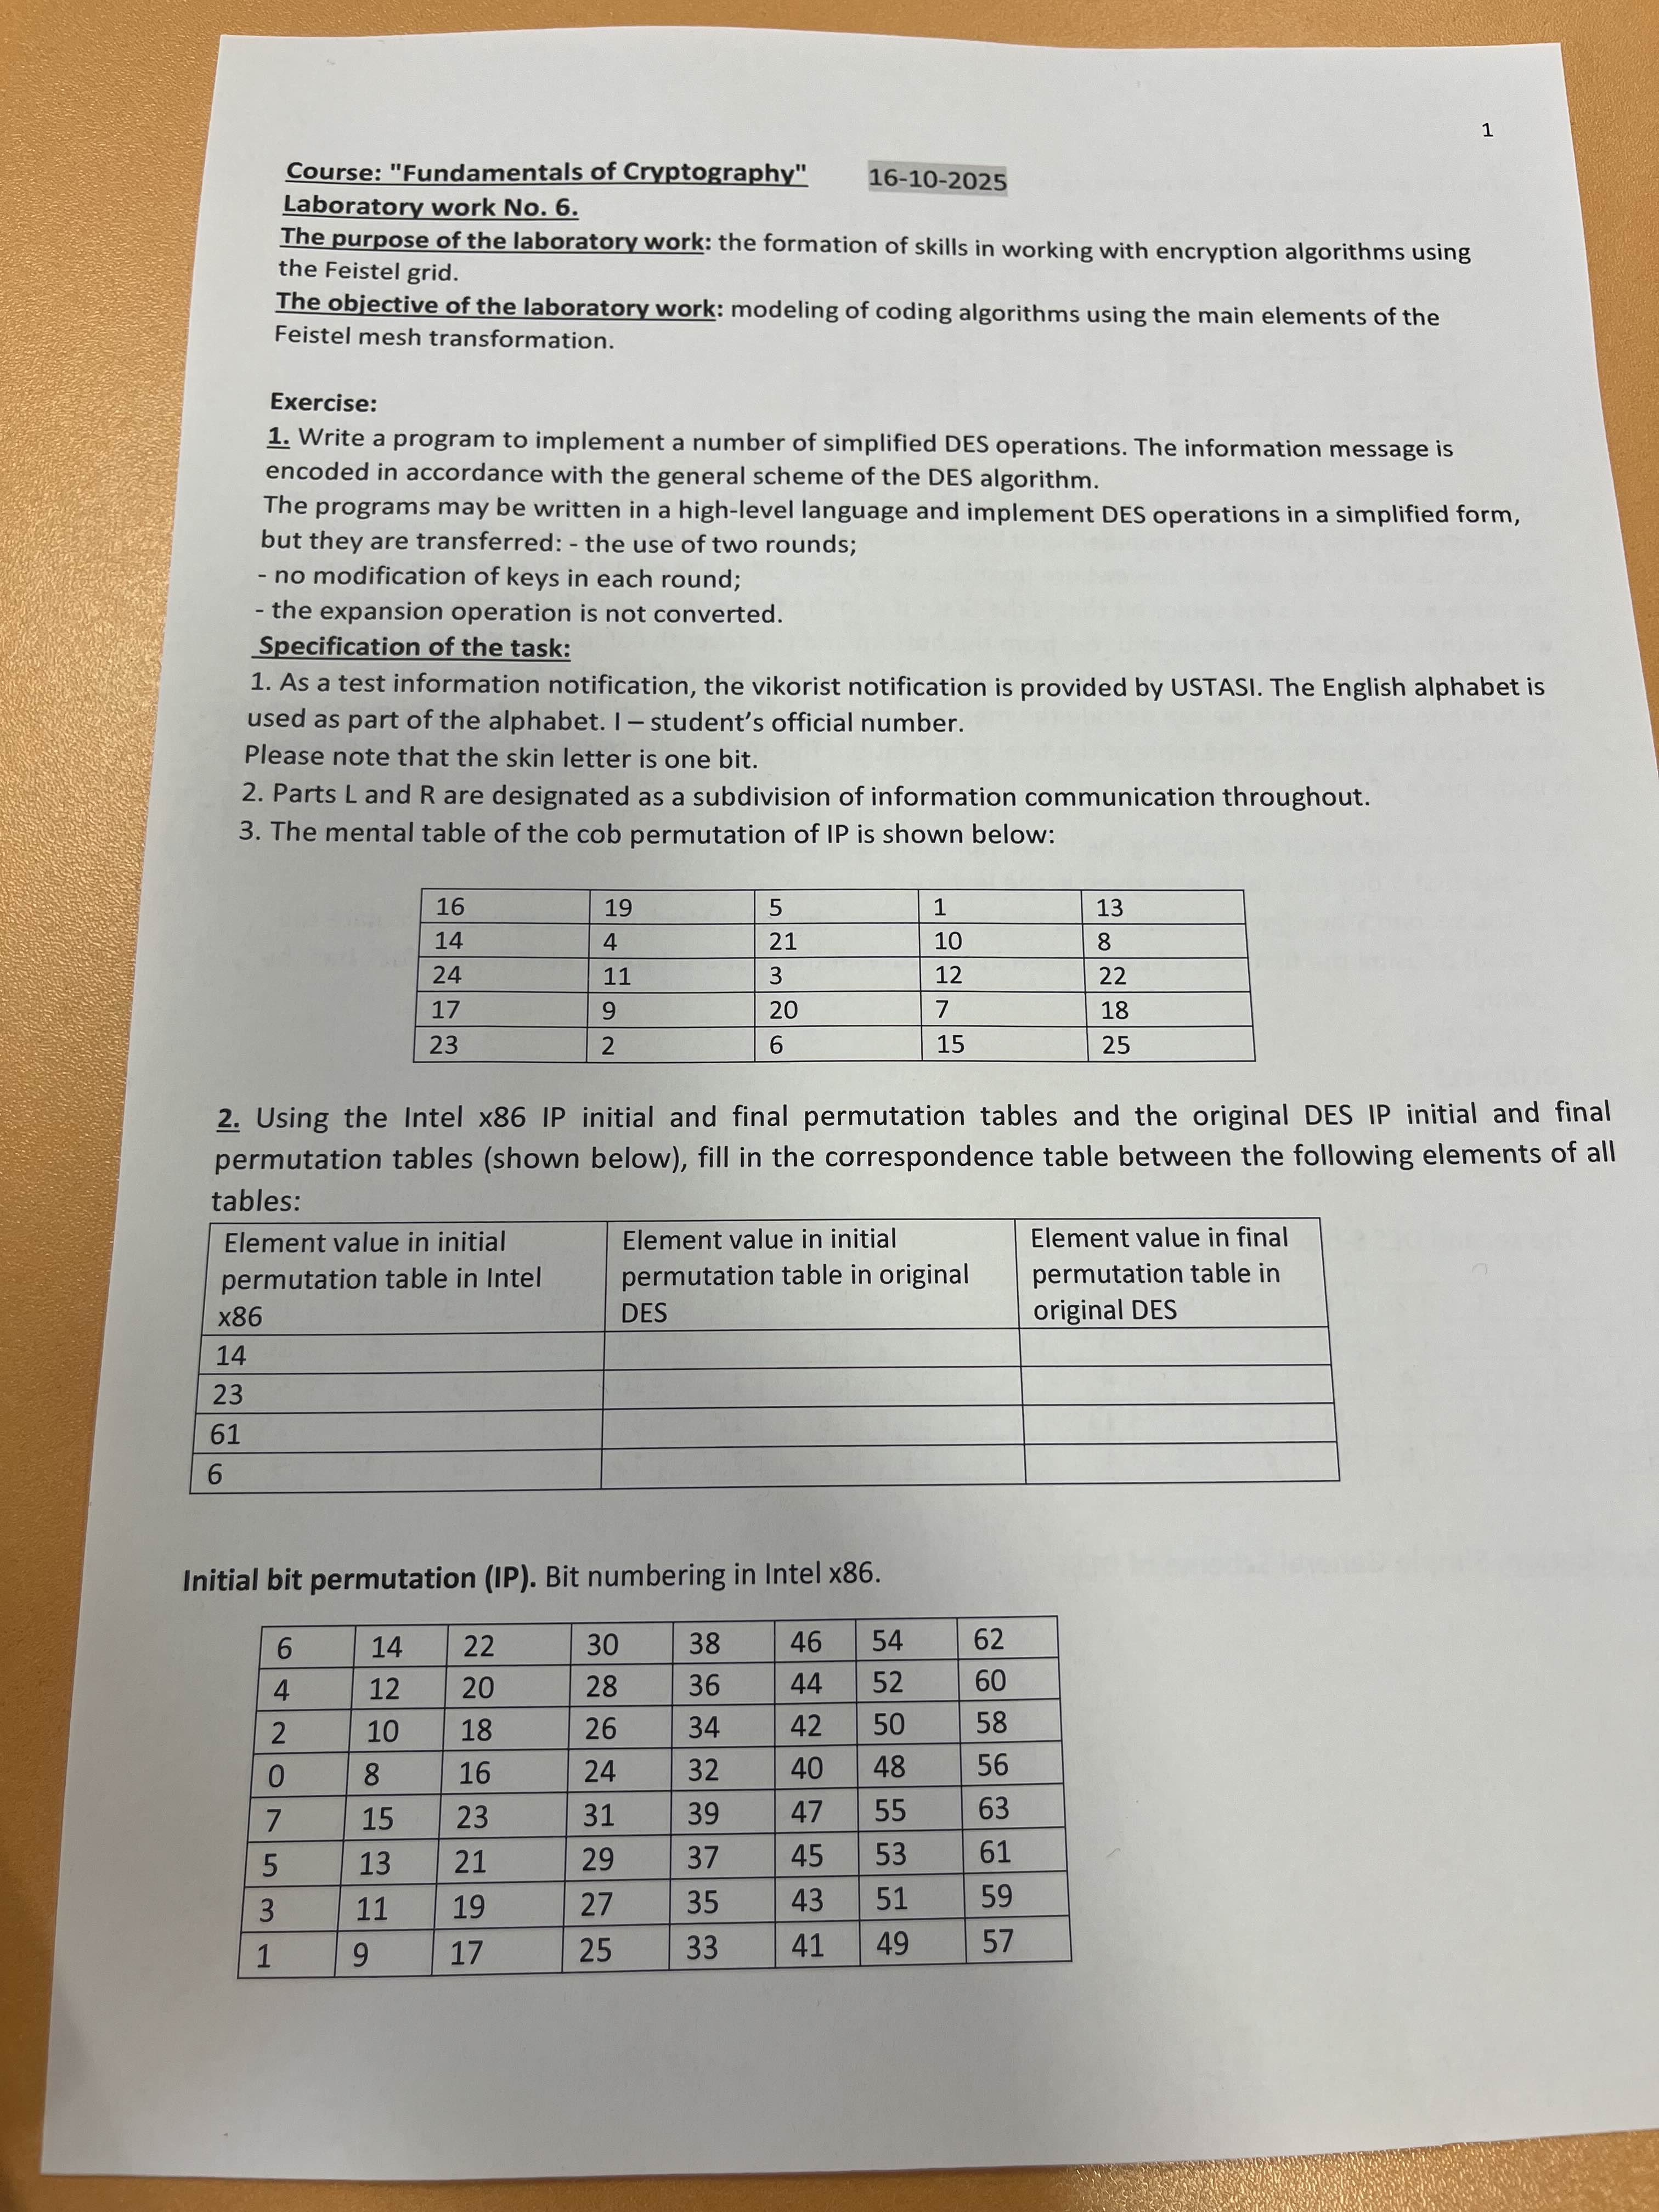 1
Course: "Fundamentals of Cryptography" 16-10-2025
Laboratory work No. 6.
The purpose of the laboratory work: the formation of skills in working with encryption algorithms using
the Feistel grid.
The objective of the laboratory work: modeling of coding algorithms using the main elements of the
Feistel mesh transformation.
Exercise:
1. Write a program to implement a number of simplified DES operations. The information message is
encoded in accordance with the general scheme of the DES algorithm.
The programs may be written in a high-level language and implement DES operations in a simplified form,
but they are transferred: - the use of two rounds;
- no modification of keys in each round;
- the expansion operation is not converted.
Specification of the task:
1. As a test information notification, the vikorist notification is provided by USTASI. The English alphabet is
used as part of the alphabet. I – student's official number.
Please note that the skin letter is one bit.
2. Parts L and R are designated as a subdivision of information communication throughout.
3. The mental table of the cob permutation of IP is shown below:
16 19 5 1 13
14 4 21 10 8
24 11 3 12 22
17 9 20 7 18
23 2 6 15 25
2. Using the Intel x86 IP initial and final permutation tables and the original DES IP initial and final
permutation tables (shown below), fill in the correspondence table between the following elements of all
tables:
Element value in initial
permutation table in Intel
x86
Element value in initial
permutation table in original
DES
Element value in final
permutation table in
original DES
14
23
61
6
Initial bit permutation (IP). Bit numbering in Intel x86.
6 14 22 30 38 46 54 62
4 12 20 28 36 44 52 60
2 10 18 26 34 42 50 58
0 8 16 24 32 40 48 56
7 15 23 31 39 47 55 63
5 13 21 29 37 45 53 61
3 11 19 27 35 43 51 59
1 9 17 25 33 41 49 57